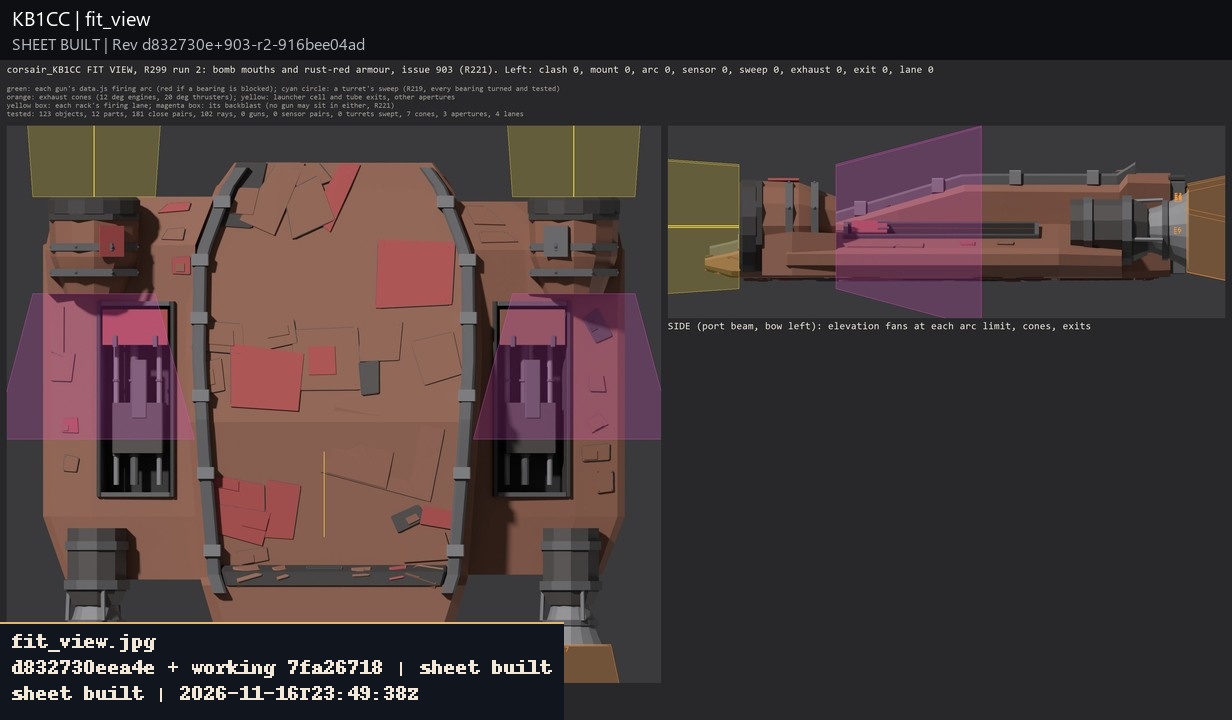 KB1CC | fit_view
SHEET BUILT | Rev d832730e+903-r2-916bee04ad
corsair_KB1CC FIT VIEW, R299 run 2: bomb mouths and rust-red armour, issue 903 (R221). Left: clash 0, mount 0, arc 0, sensor 0, sweep 0, exhaust 0, exit 0, lane 0
green: each gun's data.js firing arc (red if a bearing is blocked); cyan circle: a turret's sweep (R219, every bearing turned and tested)
orange: exhaust cones (12 deg engines, 20 deg thrusters); yellow: launcher cell and tube exits, other apertures
yellow box: each rack's firing lane; magenta box: its backblast (no gun may sit in either, R221)
tested: 123 objects, 12 parts, 181 close pairs, 102 rays, 0 guns, 0 sensor pairs, 0 turrets swept, 7 cones, 3 apertures, 4 lanes
SIDE (port beam, bow left): elevation fans at each arc limit, cones, exits
fit_view.jpg
d832730eea4e + working 7fa26718 | sheet built
sheet built | 2026-11-16T23:49:38Z